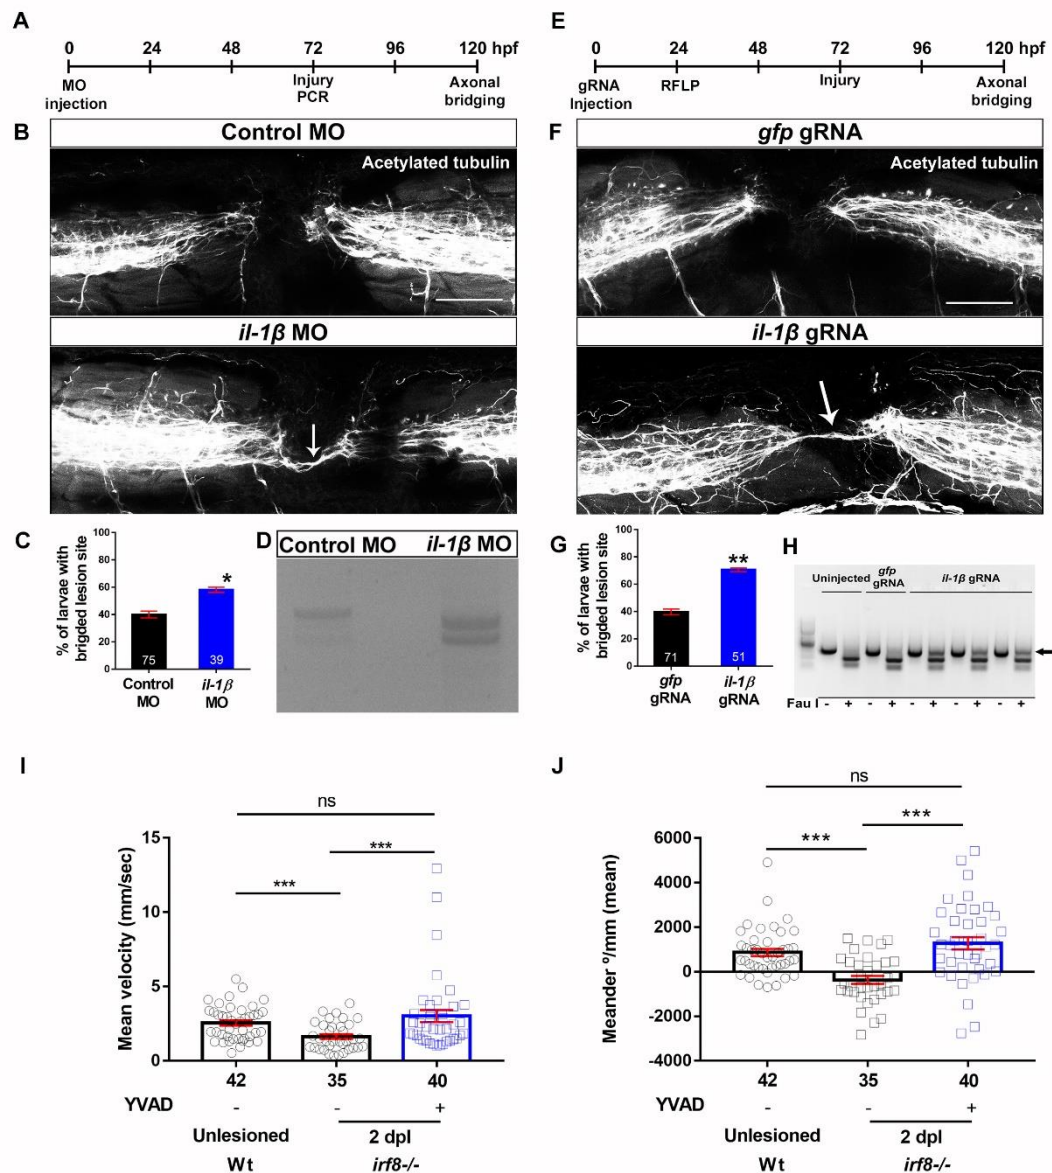 A
0 24 48 72 96 120 hpf
MO
injection
Injury
PCR
Axonal
bridging
E
0 24 48 72 96 120 hpf
gRNA
Injection
RFLP
Injury
Axonal
bridging
B
Control MO
Acetylated tubulin
il-1β MO
F
gfp gRNA
Acetylated tubulin
il-1β gRNA
C
% of larvae with
brigded lesion site
100
80
60
40
20
0
*
75
39
Control
MO
il-1β
MO
D
Control MO il-1β MO
G
% of larvae with
brigded lesion site
100
80
60
40
20
0
**
71
51
gfp
gRNA
il-1β
gRNA
H
Uninjected
gfp
gRNA
il-1β gRNA
Fau I - + - + - + - + - +
I
Mean velocity (mm/sec)
15
10
5
0
ns
***
***
42 35 40
YVAD - - +
Unlesioned 2 dpl
Wt irf8-/-
J
Meander º/mm (mean)
6000
4000
2000
0
-2000
-4000
ns
***
***
42 35 40
YVAD - - +
Unlesioned 2 dpl
Wt irf8-/-